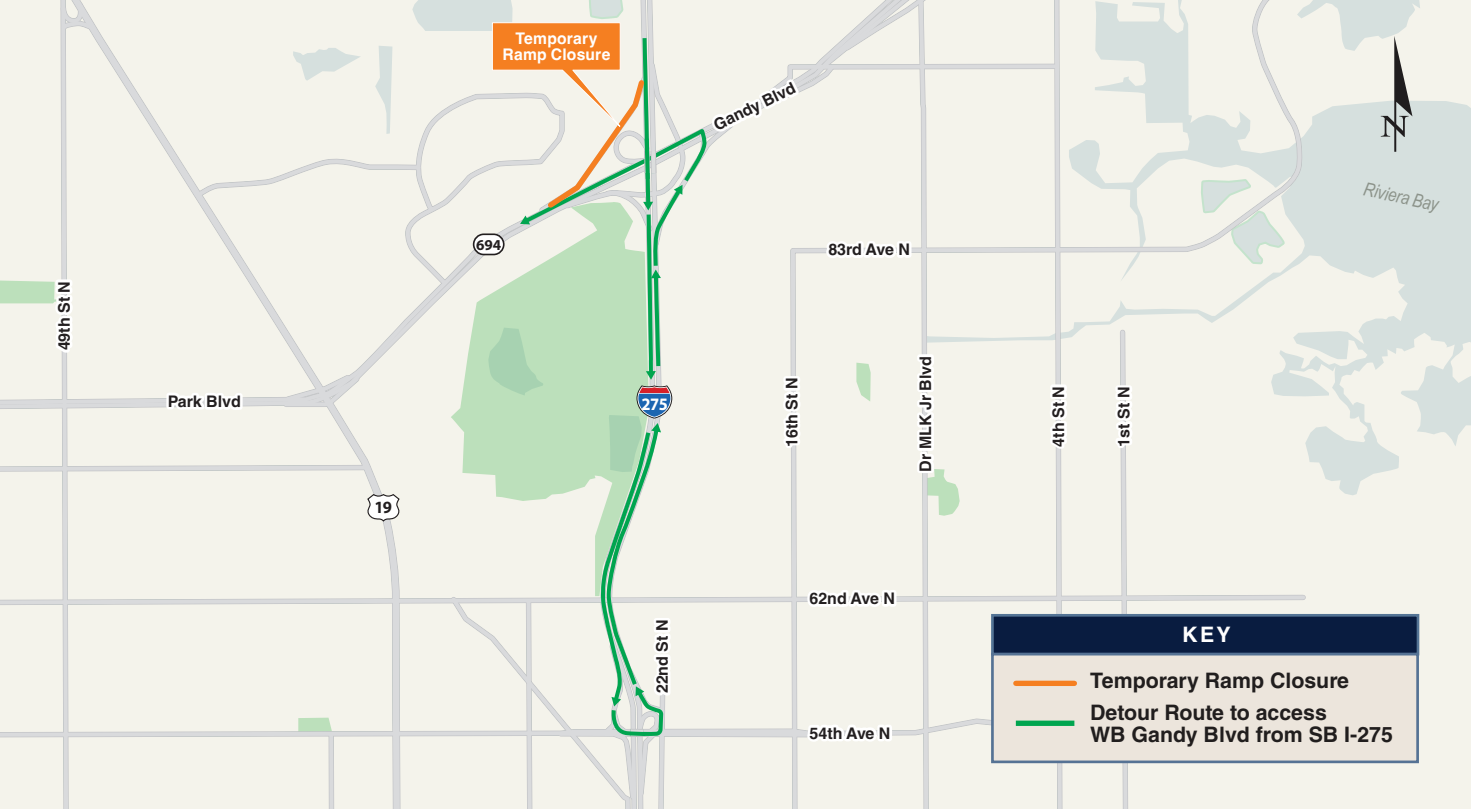 Temporary
Ramp Closure
Gandy Blvd
N
Riviera Bay
694
83rd Ave N
49th St N
Park Blvd
275
16th St N
Dr MLK Jr Blvd
4th St N
1st St N
19
62nd Ave N
22nd St N
54th Ave N
KEY
Temporary Ramp Closure
Detour Route to access
WB Gandy Blvd from SB I-275